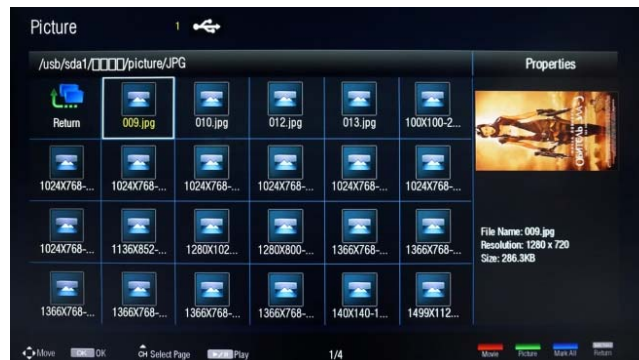 Picture 1
/usb/sda1/□□□□/picture/JPG
Properties
Return 009.jpg 010.jpg 012.jpg 013.jpg 100X100-2...
1024X768-... 1024X768-... 1024X768-... 1024X768-... 1024X768-... 1024X768-...
1024X768-... 1136X852-... 1280X102... 1280X800-... 1366X768-... 1366X768-...
1366X768-... 1366X768-... 1366X768-... 1366X768-... 140X140-1... 1499X112...
File Name: 009.jpg
Resolution: 1280 x 720
Size: 286.3KB
Move OK OK CH Select Page Play 1/4 Movie Picture Mark All Return